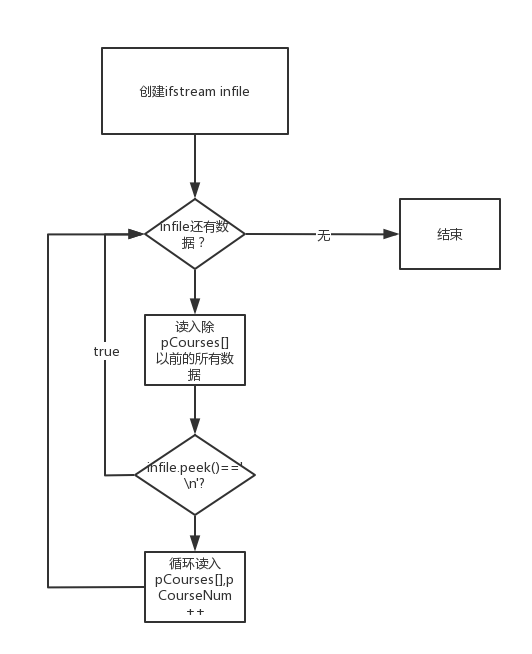 创建ifstream infile
infile还有数
据？
无
结束
读入除
pCourses[]
以前的所有数
据
true
infile.peek()=='
\n'?
循环读入
pCourses[],p
CourseNum
++